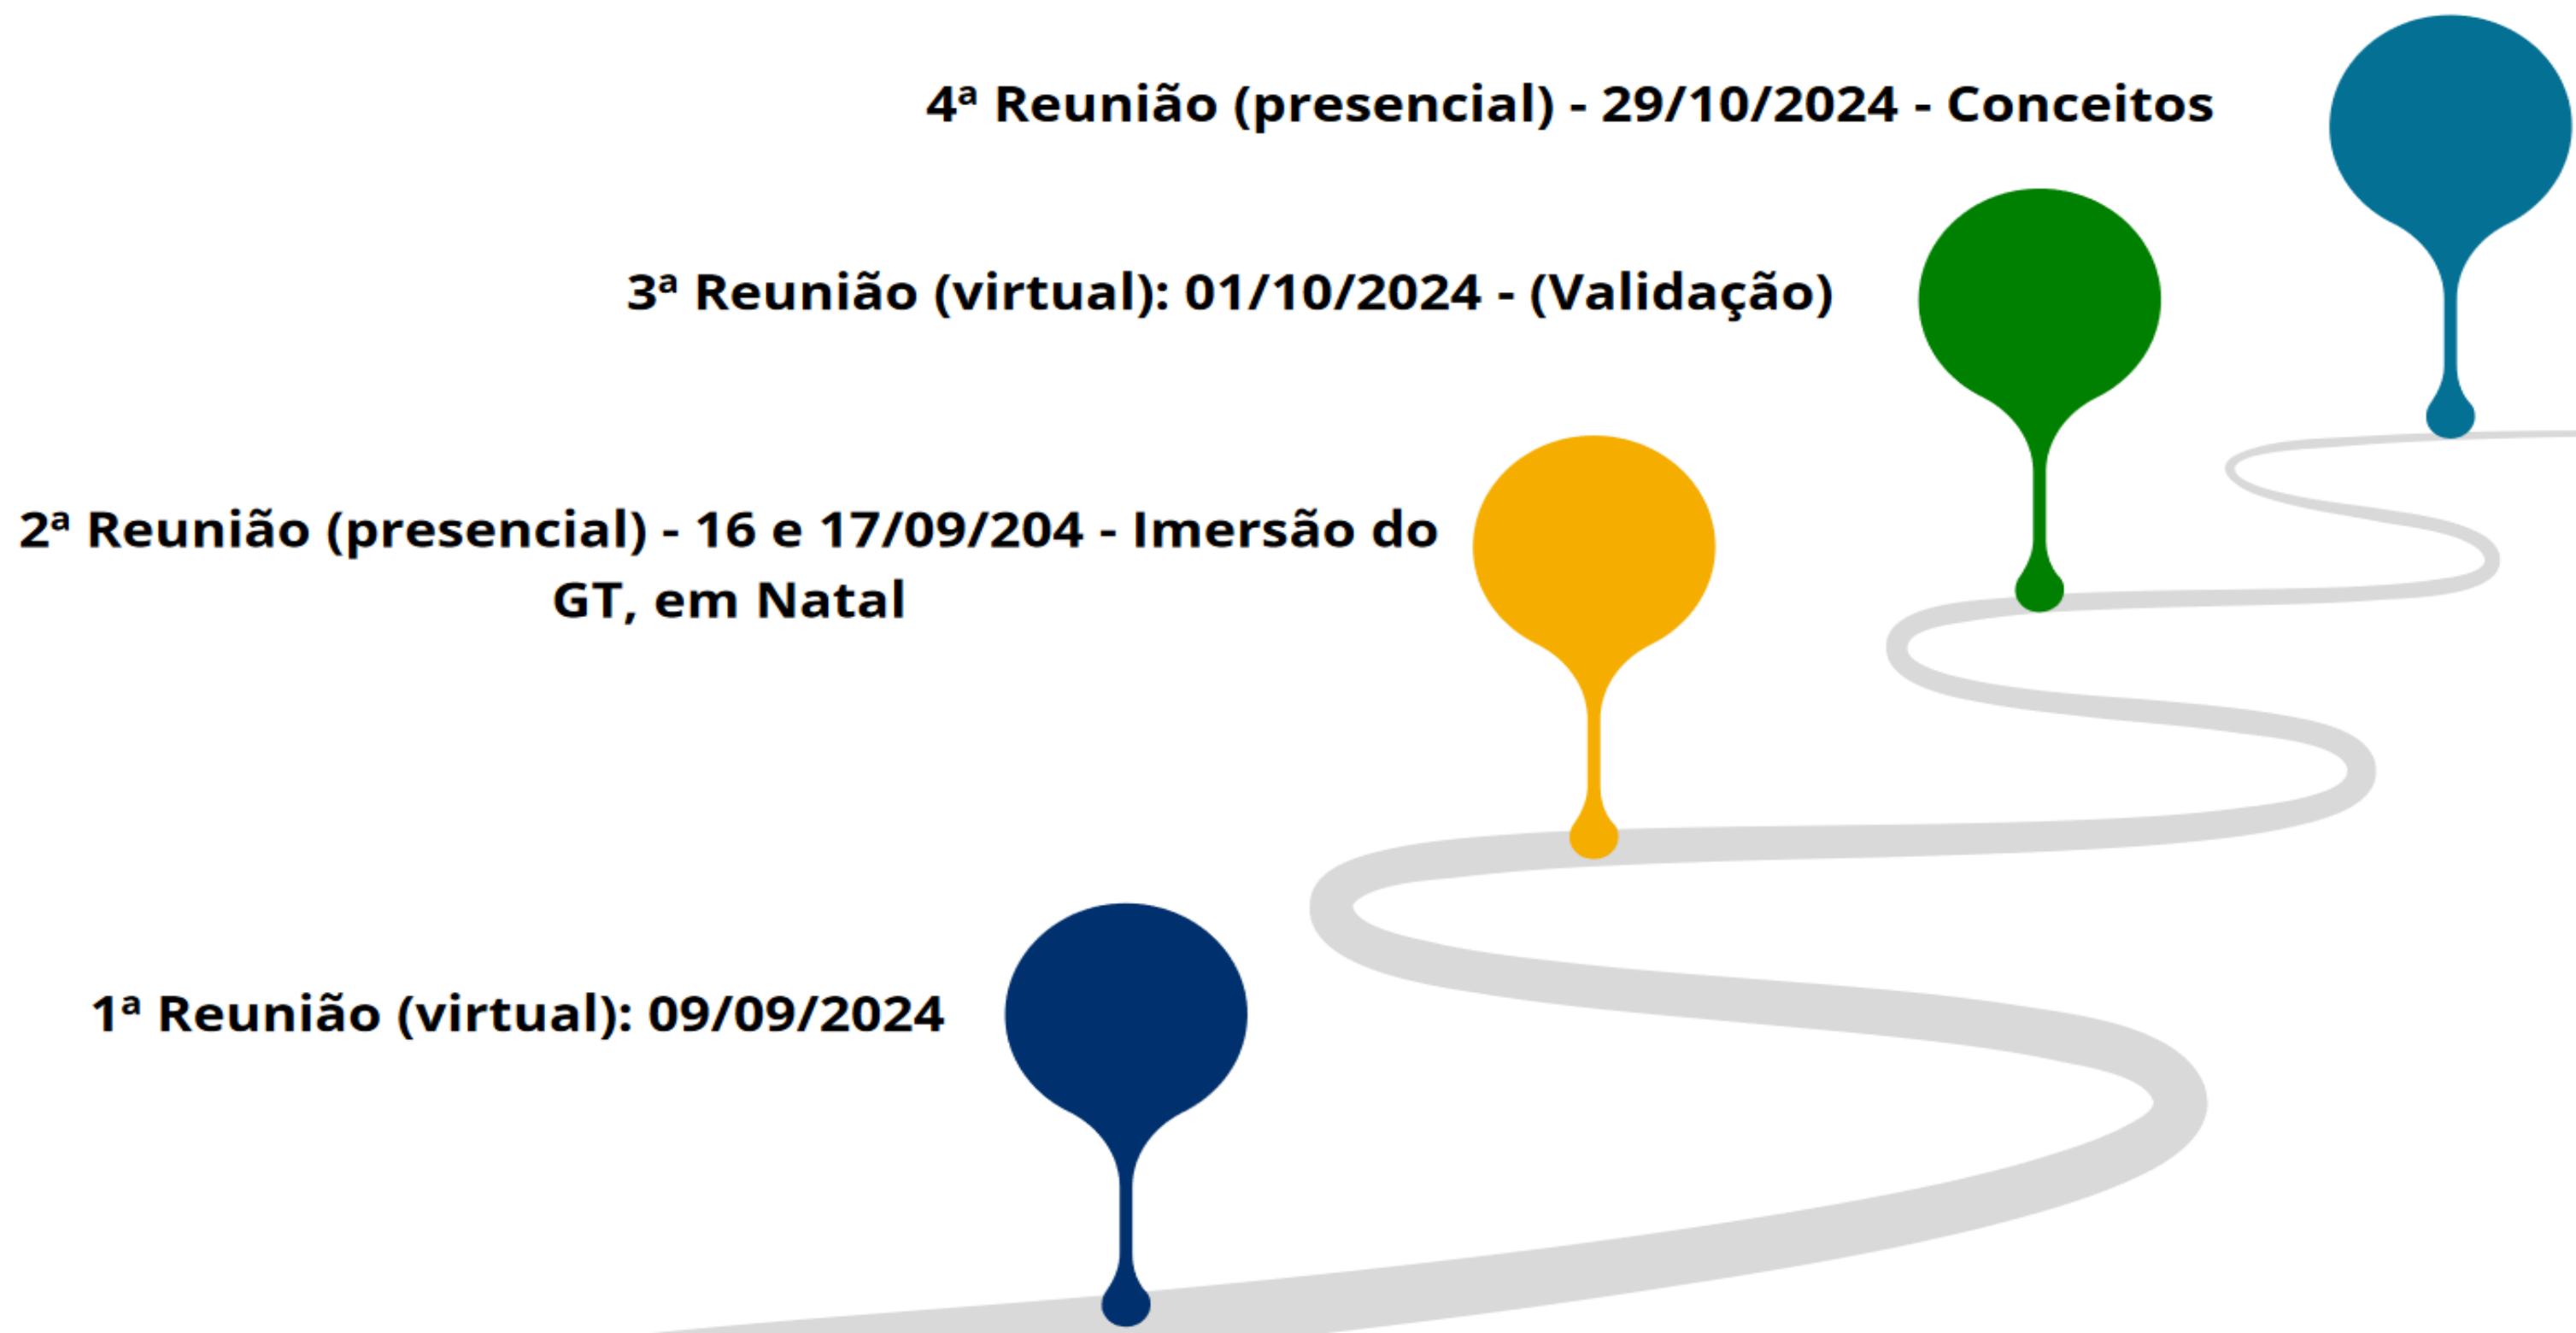 4ª Reunião (presencial) - 29/10/2024 - Conceitos
3ª Reunião (virtual): 01/10/2024 - (Validação)
2ª Reunião (presencial) - 16 e 17/09/204 - Imersão do
GT, em Natal
1ª Reunião (virtual): 09/09/2024